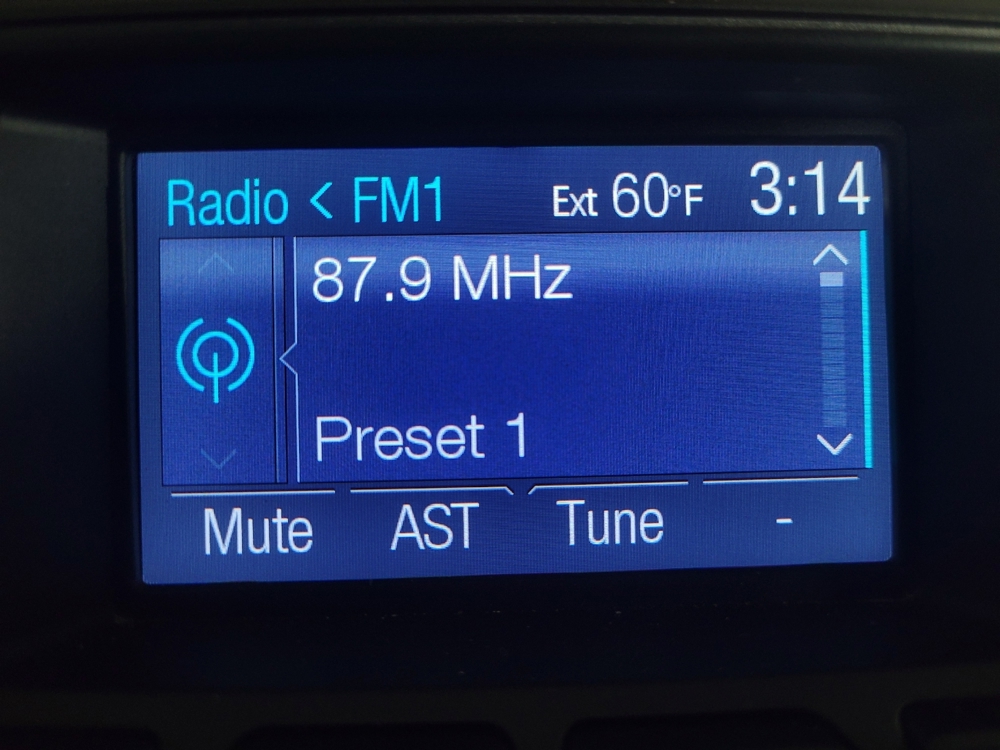 Radio < FM1 Ext 60°F 3:14
87.9 MHz
Preset 1
Mute AST Tune -